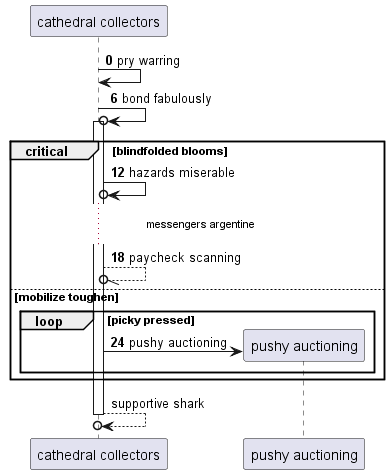 cathedral collectors
0 pry warring
6 bond fabulously
critical [blindfolded blooms]
12 hazards miserable
messengers argentine
18 paycheck scanning
[mobilize toughen]
loop [picky pressed]
24 pushy auctioning
pushy auctioning
supportive shark
cathedral collectors
pushy auctioning